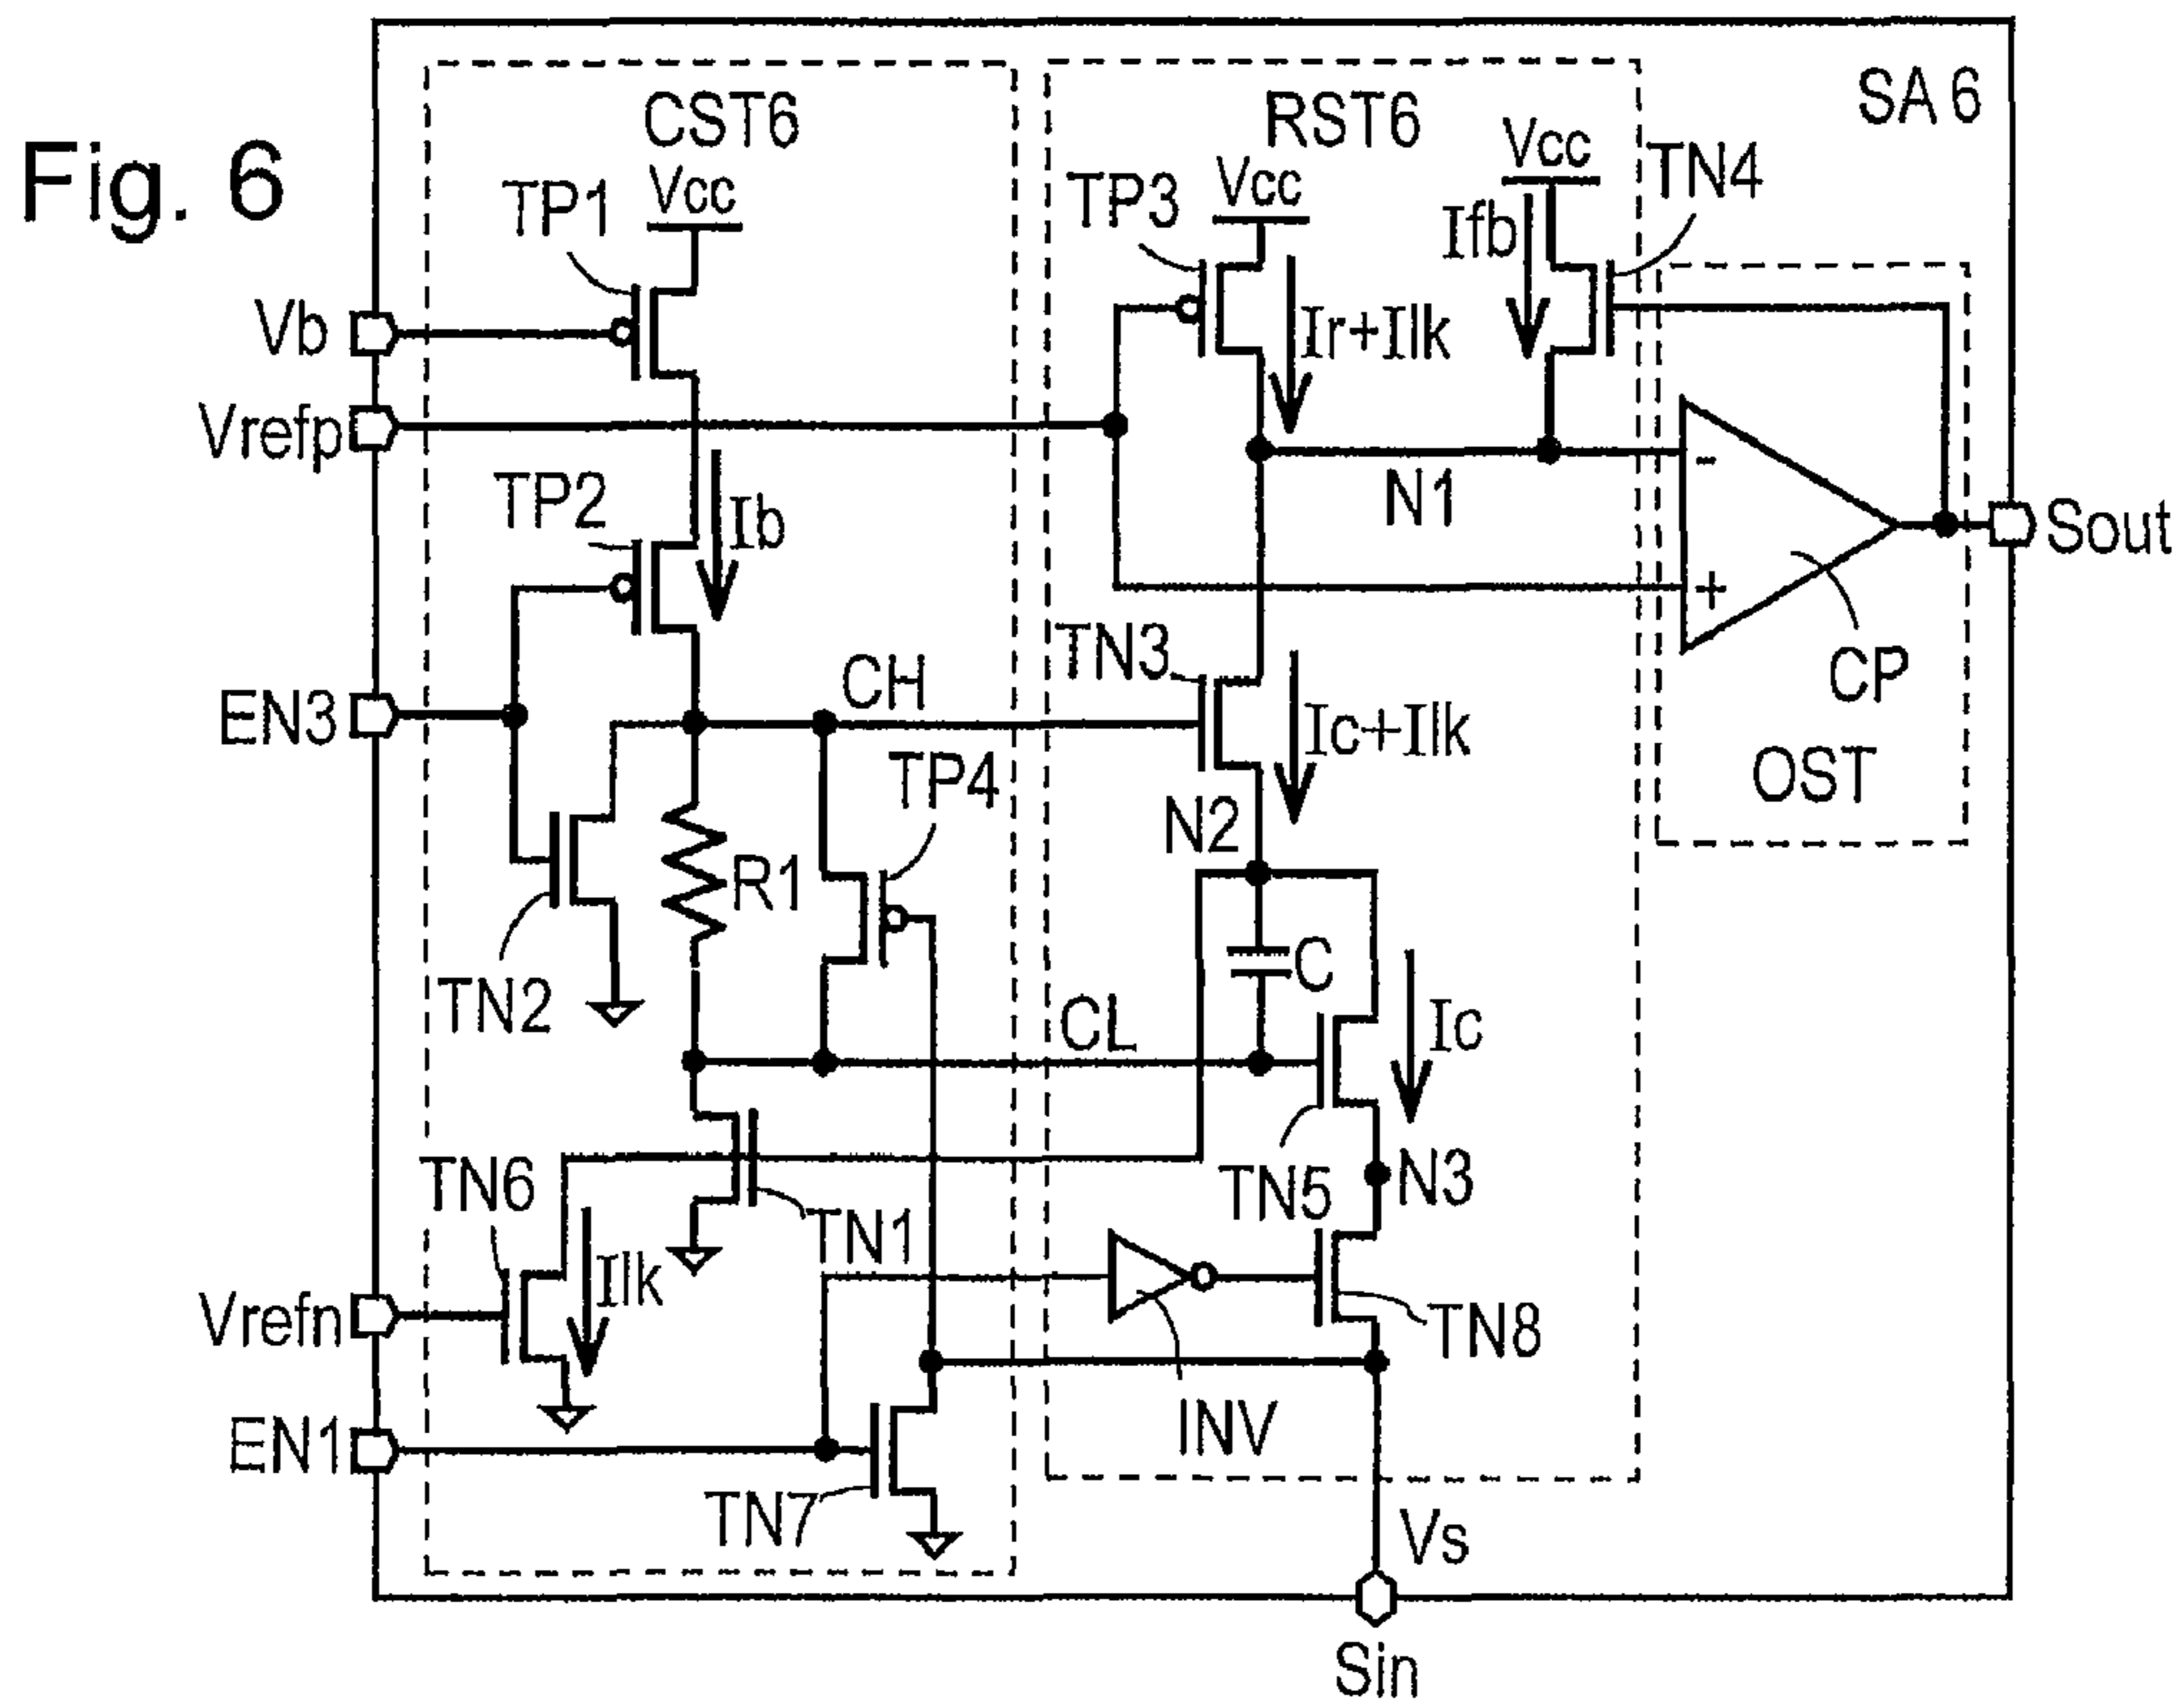 Fig. 6
SA 6
CST6
RST6
Vcc
Vcc
Vcc
TP1
TP3
TN4
Ifb
Vb
Ir+Ilk
Vrefp
-
N1
TP2
Ib
Sout
+
TN3
CP
CH
EN3
Ic+Ilk
TP4
OST
N2
R1
C
TN2
CL
Ic
TN6
TN5
N3
TN1
Ilk
Vrefn
TN8
INV
EN1
TN7
Vs
Sin